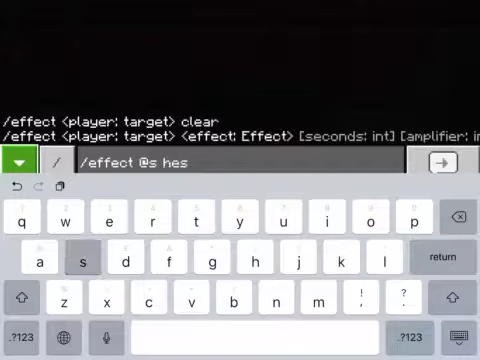 /effect <player: target> clear
/effect <player: target> <effect: Effect> [seconds: int] [amplifier: in
/
/effect @s hes
q w e r t y u i o p
a s d f g h j k l return
z x c v b n m ! , ? .
.?123 .?123